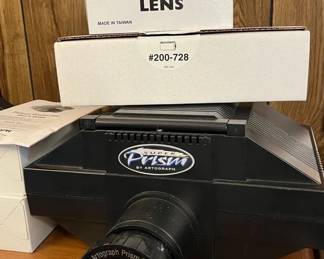 LENS
MADE IN TAIWAN
#200-728
SUPER
Prism
BY ARTOGRAPH
Artograph Prism